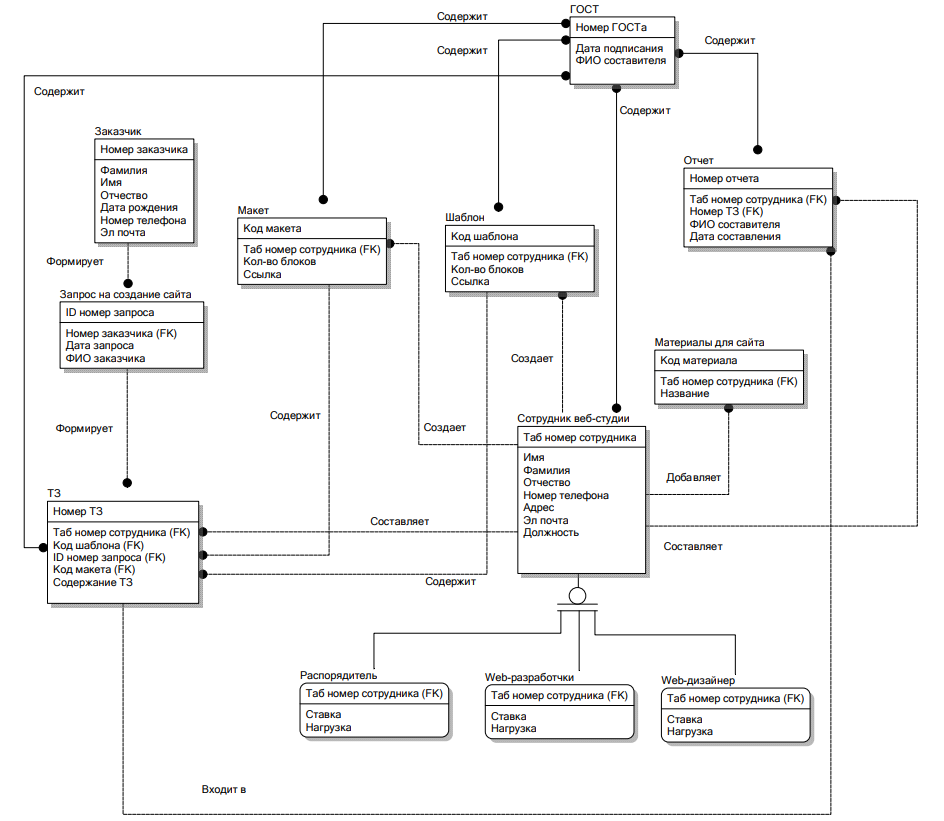 ГОСТ
Номер ГОСТа
Дата подписания
ФИО составителя
Содержит
Содержит
Содержит
Содержит
Содержит
Заказчик
Номер заказчика
Фамилия
Имя
Отчество
Дата рождения
Номер телефона
Эл почта
Отчет
Номер отчета
Таб номер сотрудника (FK)
Номер ТЗ (FK)
ФИО составителя
Дата составления
Макет
Код макета
Таб номер сотрудника (FK)
Кол-во блоков
Ссылка
Шаблон
Код шаблона
Таб номер сотрудника (FK)
Кол-во блоков
Ссылка
Формирует
Запрос на создание сайта
ID номер запроса
Номер заказчика (FK)
Дата запроса
ФИО заказчика
Материалы для сайта
Код материала
Таб номер сотрудника (FK)
Название
Создает
Содержит
Создает
Формирует
Сотрудник веб-студии
Таб номер сотрудника
Имя
Фамилия
Отчество
Номер телефона
Адрес
Эл почта
Должность
Добавляет
ТЗ
Номер ТЗ
Таб номер сотрудника (FK)
Код шаблона (FK)
ID номер запроса (FK)
Код макета (FK)
Содержание ТЗ
Составляет
Составляет
Содержит
Распорядитель
Таб номер сотрудника (FK)
Ставка
Нагрузка
Web-разработчки
Таб номер сотрудника (FK)
Ставка
Нагрузка
Web-дизайнер
Таб номер сотрудника (FK)
Ставка
Нагрузка
Входит в